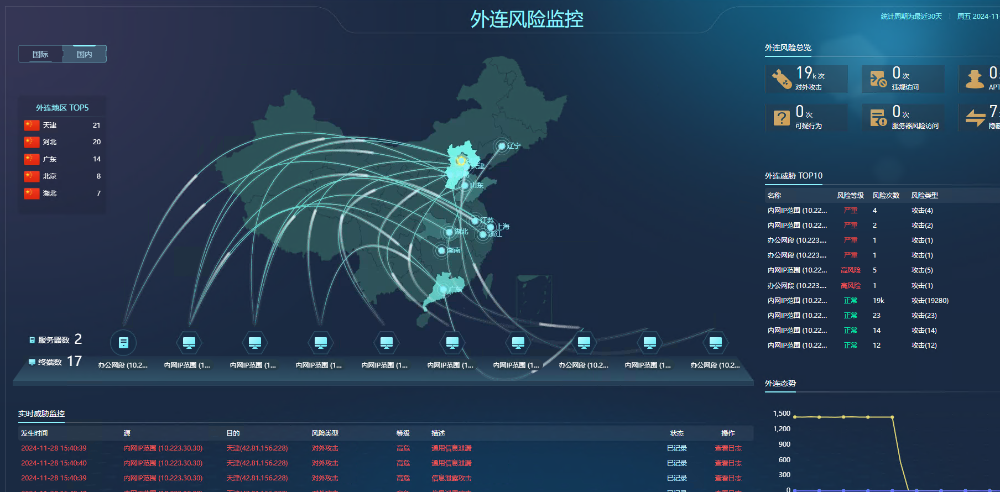 外连风险监控
统计周期为最近30天 | 周五 2024-11-
国际 国内
外连地区 TOP5
天津 21
河北 20
广东 14
北京 8
湖北 7
辽宁
天津
山东
江苏
上海
浙江
湖北
湖南
广东
服务器数 2
终端数 17
办公网段 (10.2... 内网IP范围 (1... 内网IP范围 (1... 内网IP范围 (1... 内网IP范围 (1... 内网IP范围 (1... 内网IP范围 (1... 办公网段 (10.2... 内网IP范围 (1... 办公网段 (10.2...
外连风险总览
19k次 对外攻击
0次 违规访问
0 APT
0次 可疑行为
0次 服务器风险访问
7 隐蔽
外连威胁 TOP10
名称 风险等级 风险次数 风险类型
内网IP范围 (10.22... 严重 4 攻击(4)
内网IP范围 (10.22... 严重 2 攻击(2)
办公网段 (10.223.... 严重 1 攻击(1)
办公网段 (10.223.... 严重 1 攻击(1)
内网IP范围 (10.22... 高风险 5 攻击(5)
办公网段 (10.223.... 高风险 1 攻击(1)
内网IP范围 (10.22... 正常 19k 攻击(19280)
内网IP范围 (10.22... 正常 23 攻击(23)
内网IP范围 (10.22... 正常 14 攻击(14)
内网IP范围 (10.22... 正常 12 攻击(12)
外连态势
1,500
1,200
900
600
300
0
实时威胁监控
发生时间 源 目的 风险类型 等级 描述 状态 操作
2024-11-28 15:40:39 内网IP范围 (10.223.30.30) 天津(42.81.156.228) 对外攻击 高危 通用信息泄漏 已记录 查看日志
2024-11-28 15:40:40 内网IP范围 (10.223.30.30) 天津(42.81.156.228) 对外攻击 高危 通用信息泄漏 已记录 查看日志
2024-11-28 15:40:39 内网IP范围 (10.223.30.30) 天津(42.81.156.228) 对外攻击 高危 信息泄露攻击 已记录 查看日志